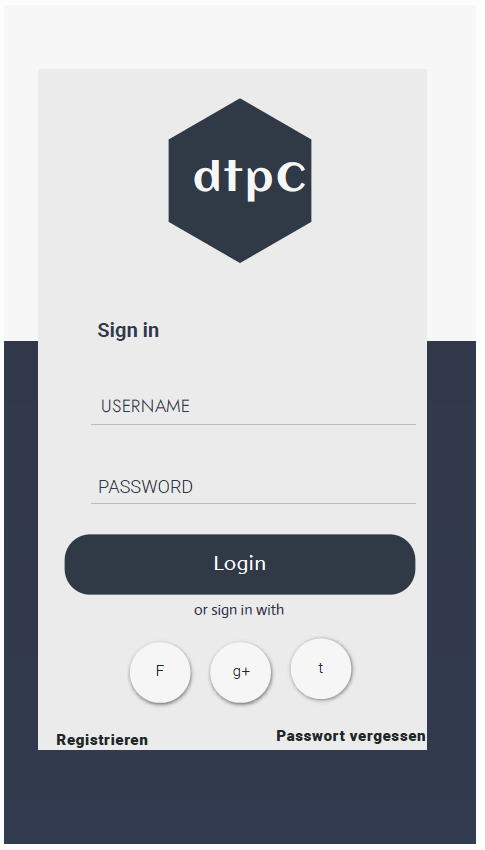 dtpC
Sign in
USERNAME
PASSWORD
Login
or sign in with
F g+ t
Registrieren Passwort vergessen